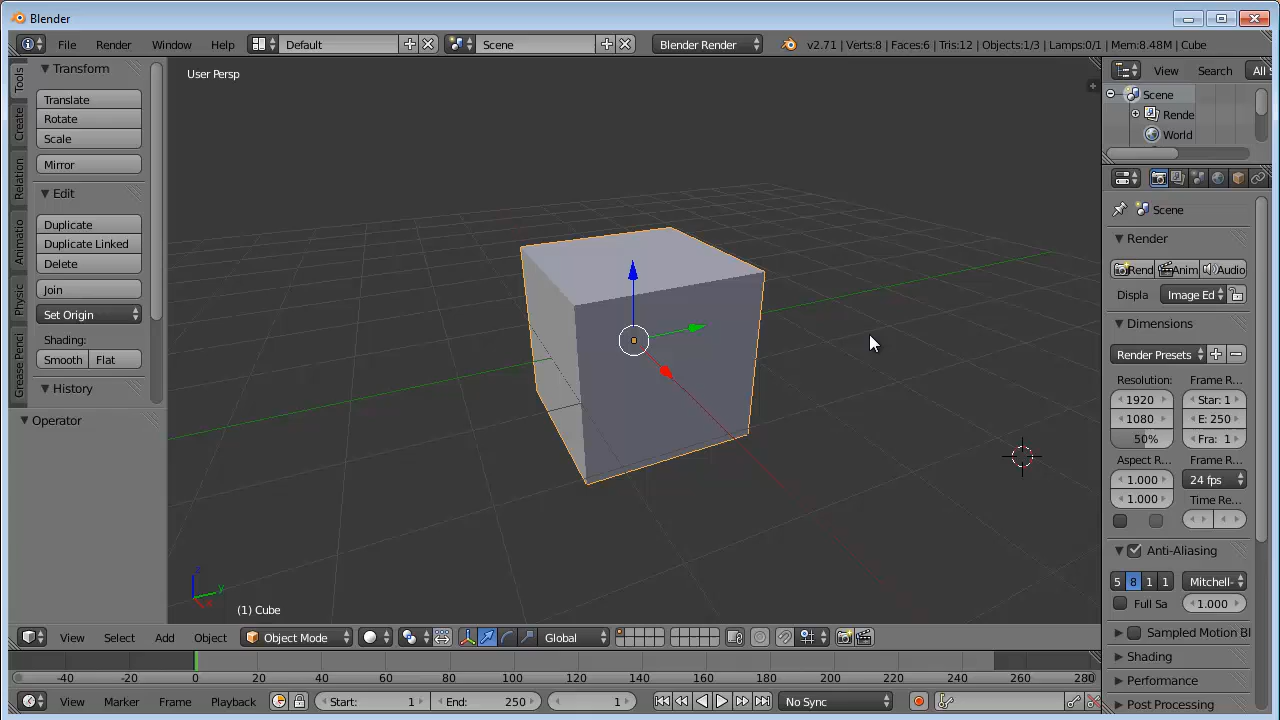 Blender
File Render Window Help Default Scene Blender Render v2.71 | Verts:8 | Faces:6 | Tris:12 | Objects:1/3 | Lamps:0/1 | Mem:8.48M | Cube
Tools
Create
Relation
Animatio
Physic
Grease Penci
Transform
Translate
Rotate
Scale
Mirror
Edit
Duplicate
Duplicate Linked
Delete
Join
Set Origin
Shading:
Smooth Flat
History
Operator
User Persp
z
y
x
(1) Cube
View Search All S
Scene
Rende
World
Scene
Render
Rend Anim Audio
Displa Image Ed
Dimensions
Render Presets
Resolution: Frame R...
1920 Star: 1
1080 E: 250
50% Fra: 1
Aspect R... Frame R...
1.000 24 fps
1.000 Time Re...
Anti-Aliasing
5 8 1 1 Mitchell-
Full Sa 1.000
Sampled Motion Bl
Shading
Performance
Post Processing
View Select Add Object Object Mode Global
-40 -20 0 20 40 60 80 100 120 140 160 180 200 220 240 260 280
View Marker Frame Playback Start: 1 End: 250 1 No Sync